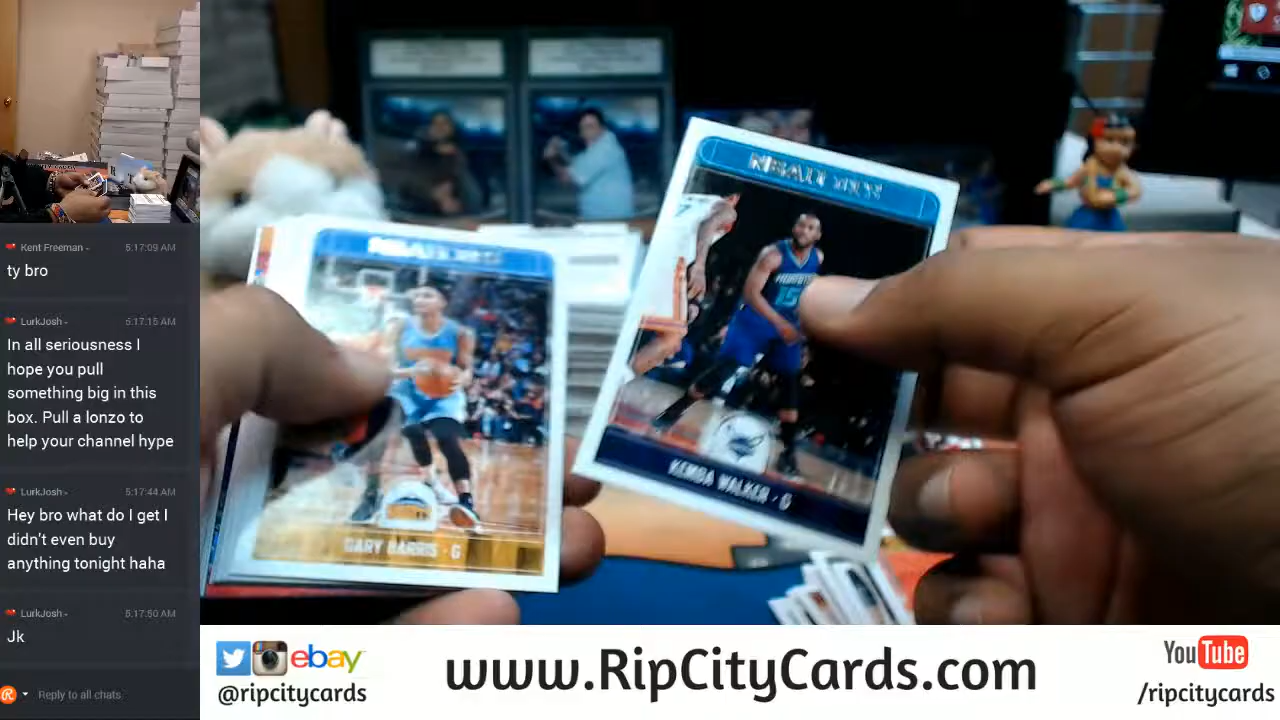 Kent Freeman -
5:17:09 AM
ty bro
LurkJosh -
5:17:15 AM
In all seriousness I
hope you pull
something big in this
box. Pull a lonzo to
help your channel hype
LurkJosh -
5:17:44 AM
Hey bro what do I get I
didn't even buy
anything tonight haha
LurkJosh -
5:17:50 AM
Jk
Reply to all chats
GARY HARRIS - G
HORNETS
15
KEMBA WALKER - G
ebay
@ripcitycards
www.RipCityCards.com
YouTube
/ripcitycards